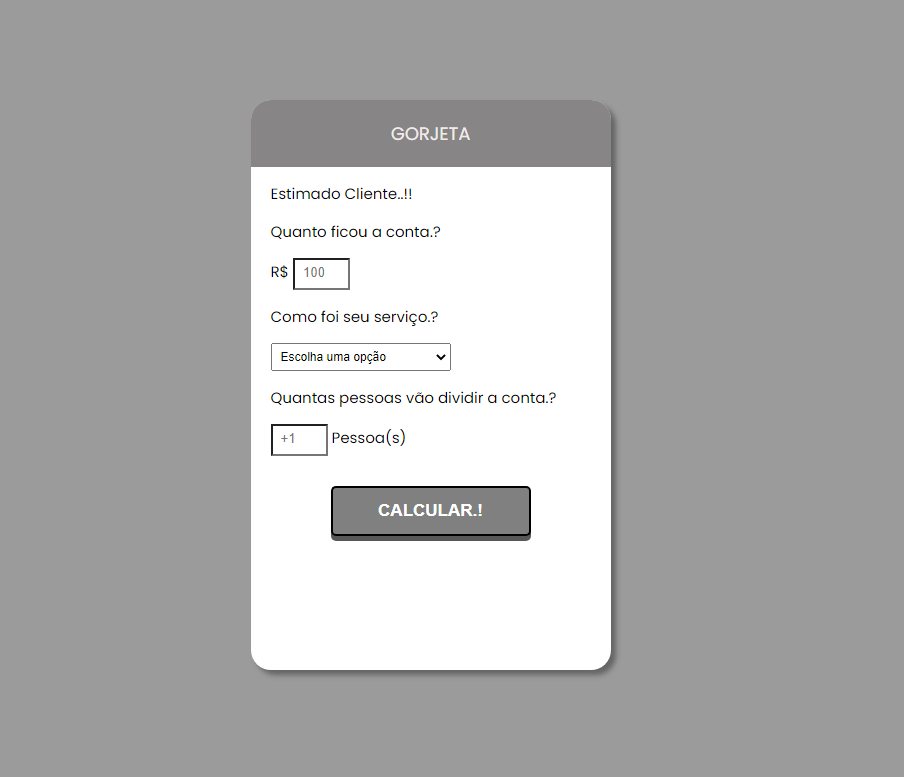 GORJETA
Estimado Cliente..!!
Quanto ficou a conta.?
R$ 100
Como foi seu serviço.?
Escolha uma opção
Quantas pessoas vão dividir a conta.?
+1 Pessoa(s)
CALCULAR.!